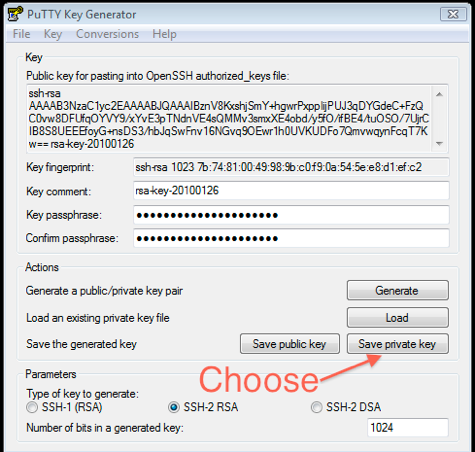 PuTTY Key Generator
File Key Conversions Help
Key
Public key for pasting into OpenSSH authorized_keys file:
ssh-rsa
AAAAB3NzaC1yc2EAAAABJQAAAIBznV8KxshjSmY+hgwrPxppIijPUJ3qDYGdeC+FzQ
C0vw8DFUfqOYVY9/xYvE3pTNdnVE4sQMMv3smxXE4obd/y5fO/IfBE4/tuOSO/7UjrC
IB8S8UEEEfoyG+nsDS3/hbJqSwFnv16NGvq9OEwr1h0UVKUDFo7QmvwqynFcqT7K
w== rsa-key-20100126
Key fingerprint: ssh-rsa 1023 7b:74:81:00:49:98:9b:c0:f9:0a:54:5e:e8:d1:ef:c2
Key comment: rsa-key-20100126
Key passphrase: ●●●●●●●●●●●●●●●●●●●●●
Confirm passphrase: ●●●●●●●●●●●●●●●●●●●●●
Actions
Generate a public/private key pair Generate
Load an existing private key file Load
Save the generated key Save public key Save private key
Choose
Parameters
Type of key to generate:
SSH-1 (RSA) SSH-2 RSA SSH-2 DSA
Number of bits in a generated key: 1024